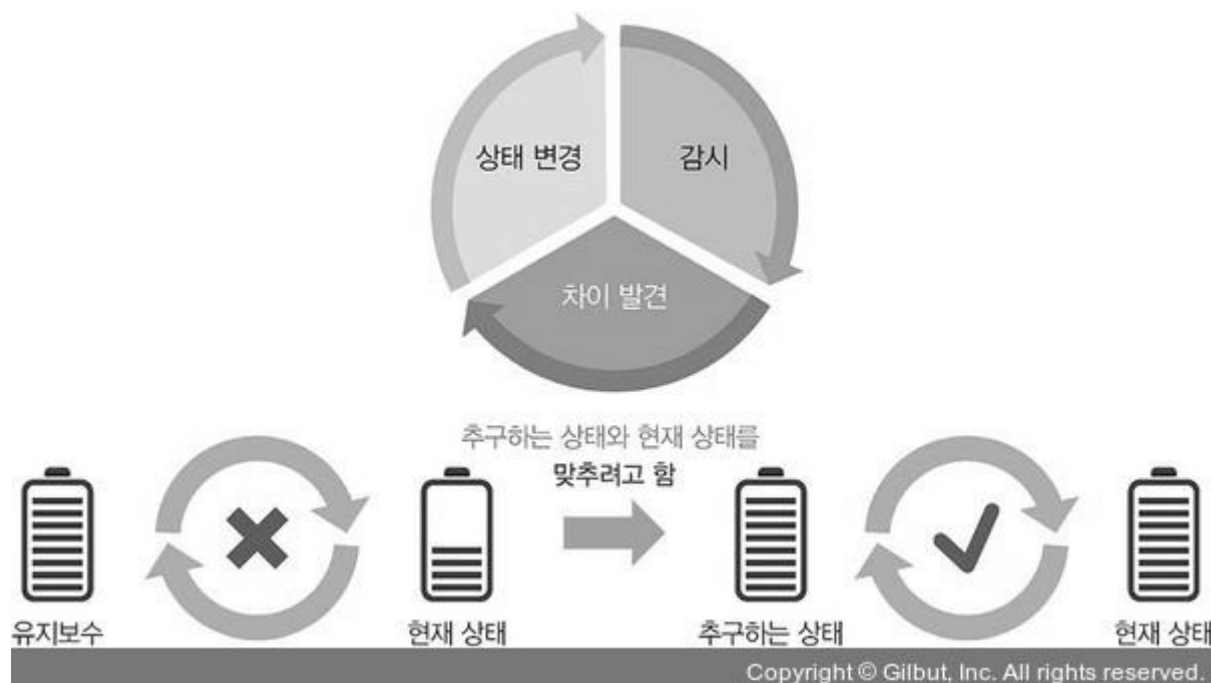 상태 변경
감시
차이 발견
추구하는 상태와 현재 상태를
맞추려고 함
유지보수
현재 상태
추구하는 상태
현재 상태
Copyright © Gilbut, Inc. All rights reserved.